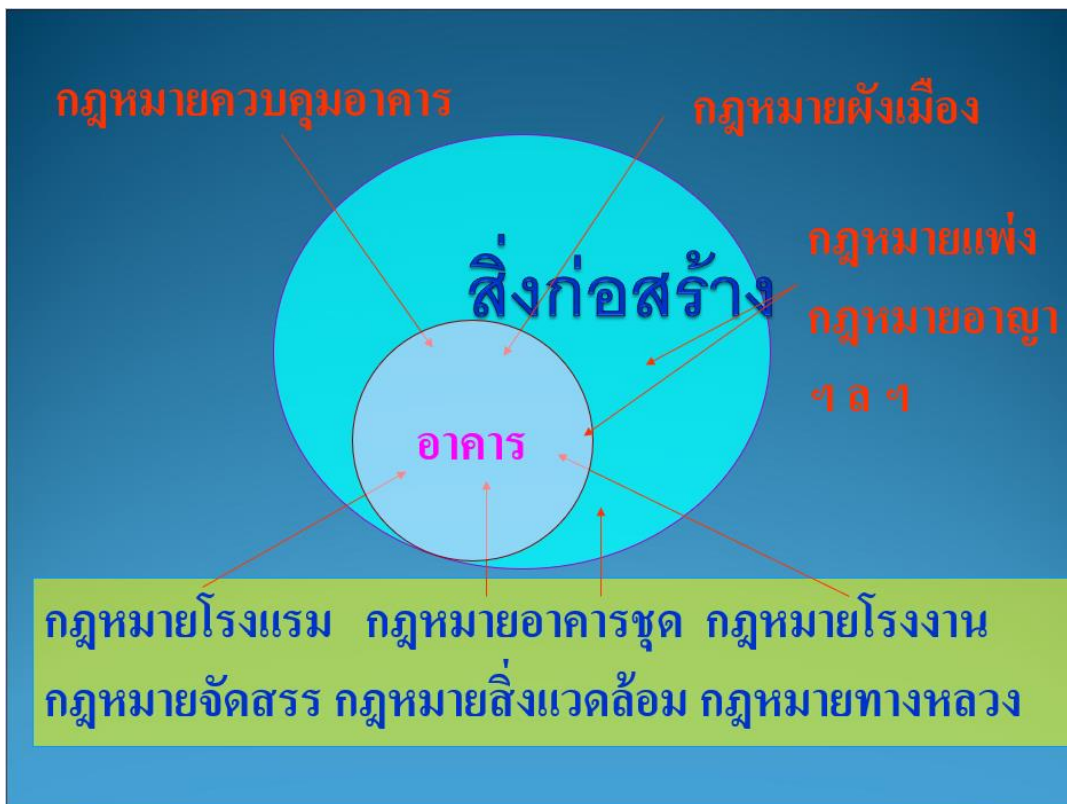 กฎหมายควบคุมอาคาร
กฎหมายผังเมือง
สิ่งก่อสร้าง
กฎหมายแพ่ง
กฎหมายอาญา
ฯ ล ฯ
อาคาร
กฎหมายโรงแรม กฎหมายอาคารชุด กฎหมายโรงงาน
กฎหมายจัดสรร กฎหมายสิ่งแวดล้อม กฎหมายทางหลวง